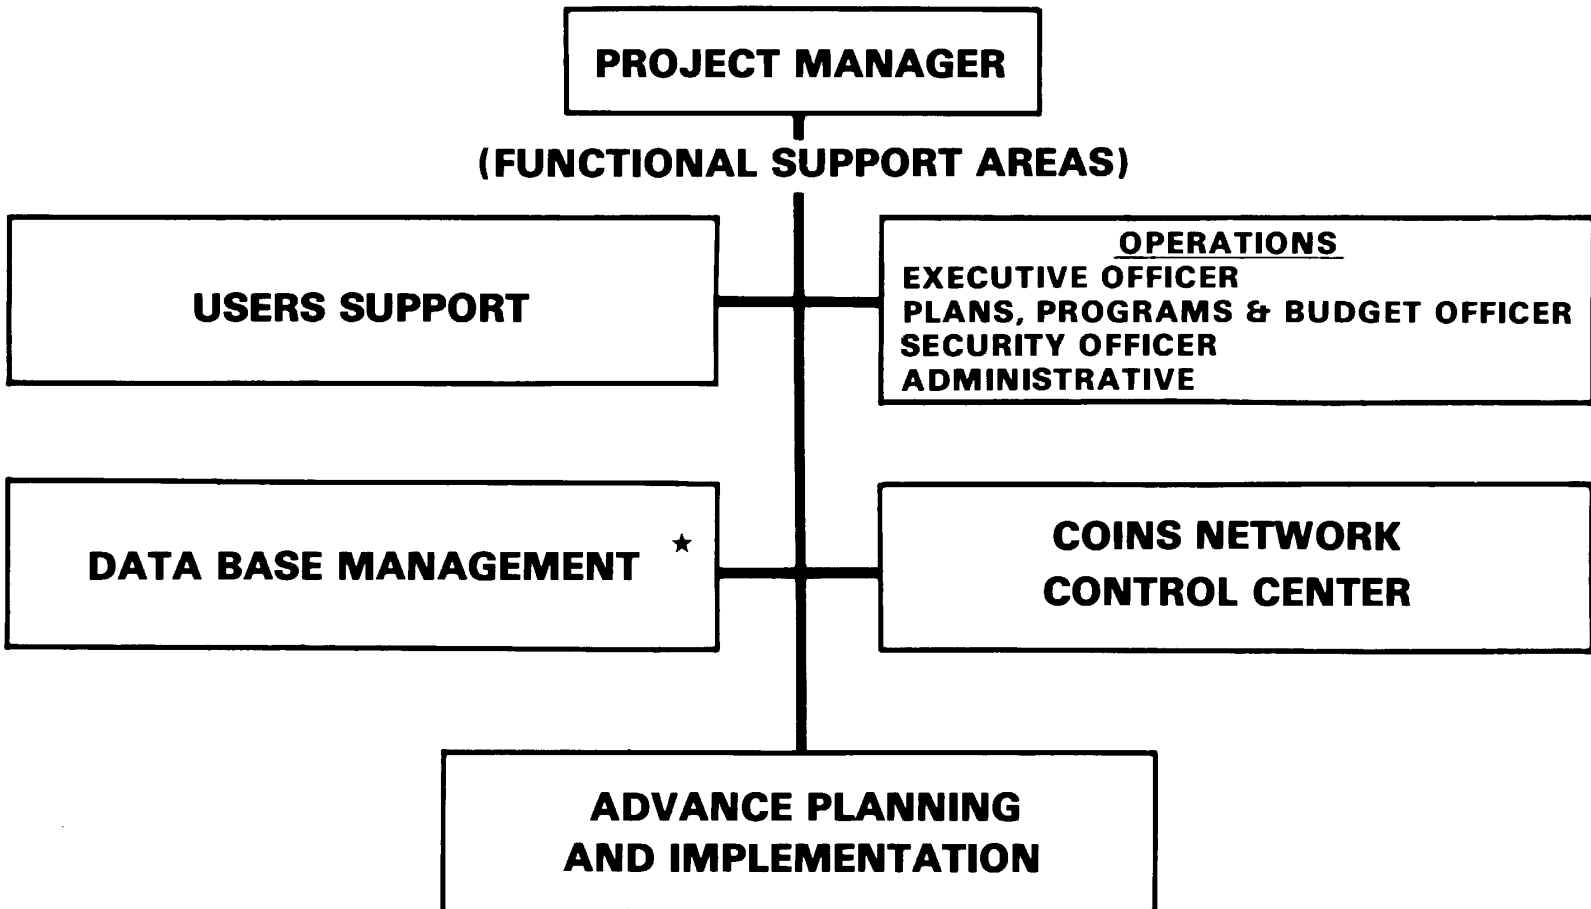 PROJECT MANAGER
(FUNCTIONAL SUPPORT AREAS)
USERS SUPPORT
OPERATIONS
EXECUTIVE OFFICER
PLANS, PROGRAMS & BUDGET OFFICER
SECURITY OFFICER
ADMINISTRATIVE
DATA BASE MANAGEMENT ★
COINS NETWORK
CONTROL CENTER
ADVANCE PLANNING
AND IMPLEMENTATION